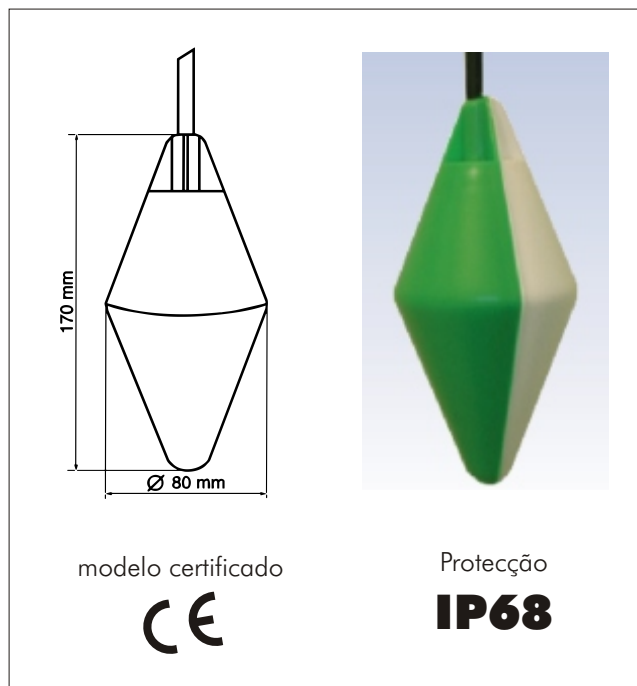 170 mm
Ø 80 mm
modelo certificado
CE
Protecção
IP68